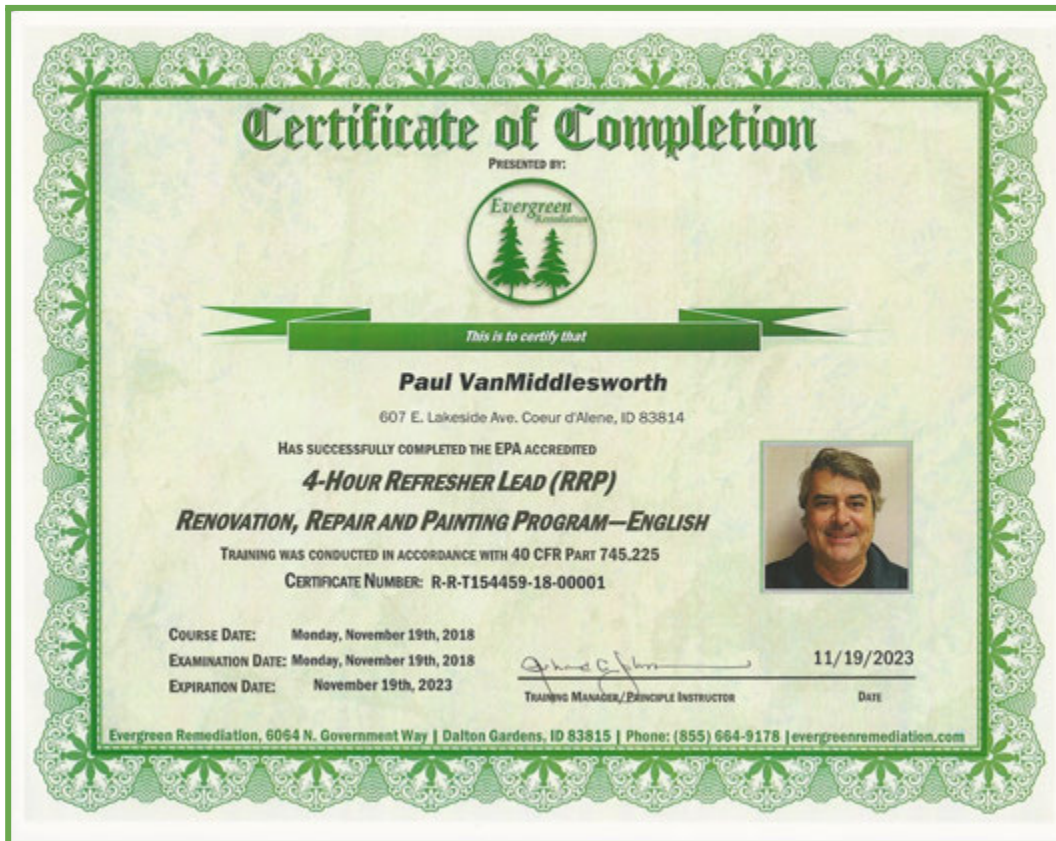 Certificate of Completion
PRESENTED BY:
Evergreen
Remediation
This is to certify that
Paul VanMiddlesworth
607 E. Lakeside Ave. Coeur d'Alene, ID 83814
HAS SUCCESSFULLY COMPLETED THE EPA ACCREDITED
4-HOUR REFRESHER LEAD (RRP)
RENOVATION, REPAIR AND PAINTING PROGRAM—ENGLISH
TRAINING WAS CONDUCTED IN ACCORDANCE WITH 40 CFR PART 745.225
CERTIFICATE NUMBER: R-R-T154459-18-00001
COURSE DATE: Monday, November 19th, 2018
EXAMINATION DATE: Monday, November 19th, 2018
EXPIRATION DATE: November 19th, 2023
11/19/2023
TRAINING MANAGER/PRINCIPLE INSTRUCTOR DATE
Evergreen Remediation, 6064 N. Government Way | Dalton Gardens, ID 83815 | Phone: (855) 664-9178 |evergreenremediation.com